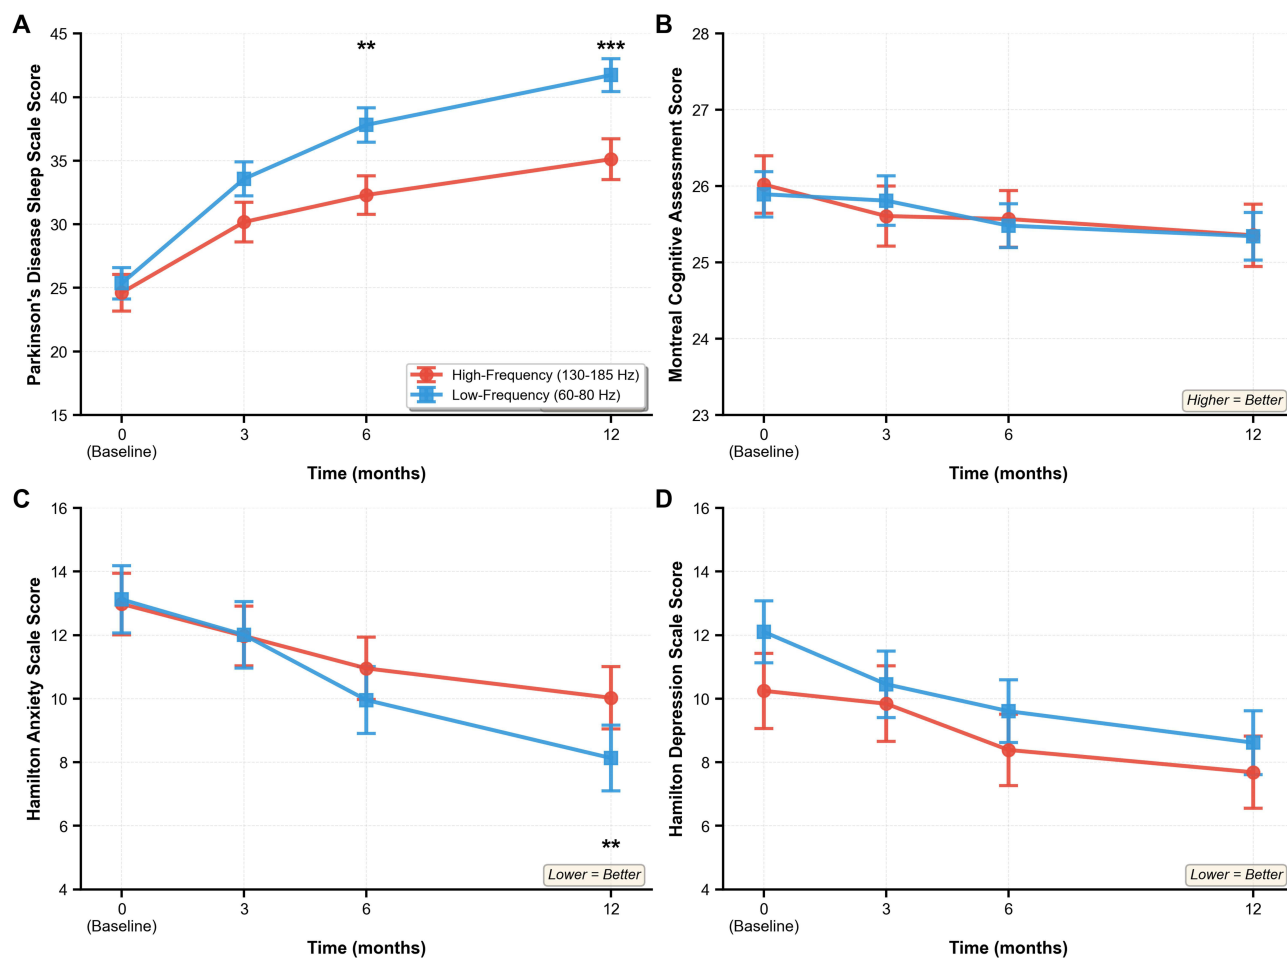 A
Parkinson's Disease Sleep Scale Score
45
40
35
30
25
20
15
**
***
High-Frequency (130-185 Hz)
Low-Frequency (60-80 Hz)
0
(Baseline)
3
6
12
Time (months)
B
Montreal Cognitive Assessment Score
28
27
26
25
24
23
Higher = Better
0
(Baseline)
3
6
12
Time (months)
C
Hamilton Anxiety Scale Score
16
14
12
10
8
6
4
**
Lower = Better
0
(Baseline)
3
6
12
Time (months)
D
Hamilton Depression Scale Score
16
14
12
10
8
6
4
Lower = Better
0
(Baseline)
3
6
12
Time (months)